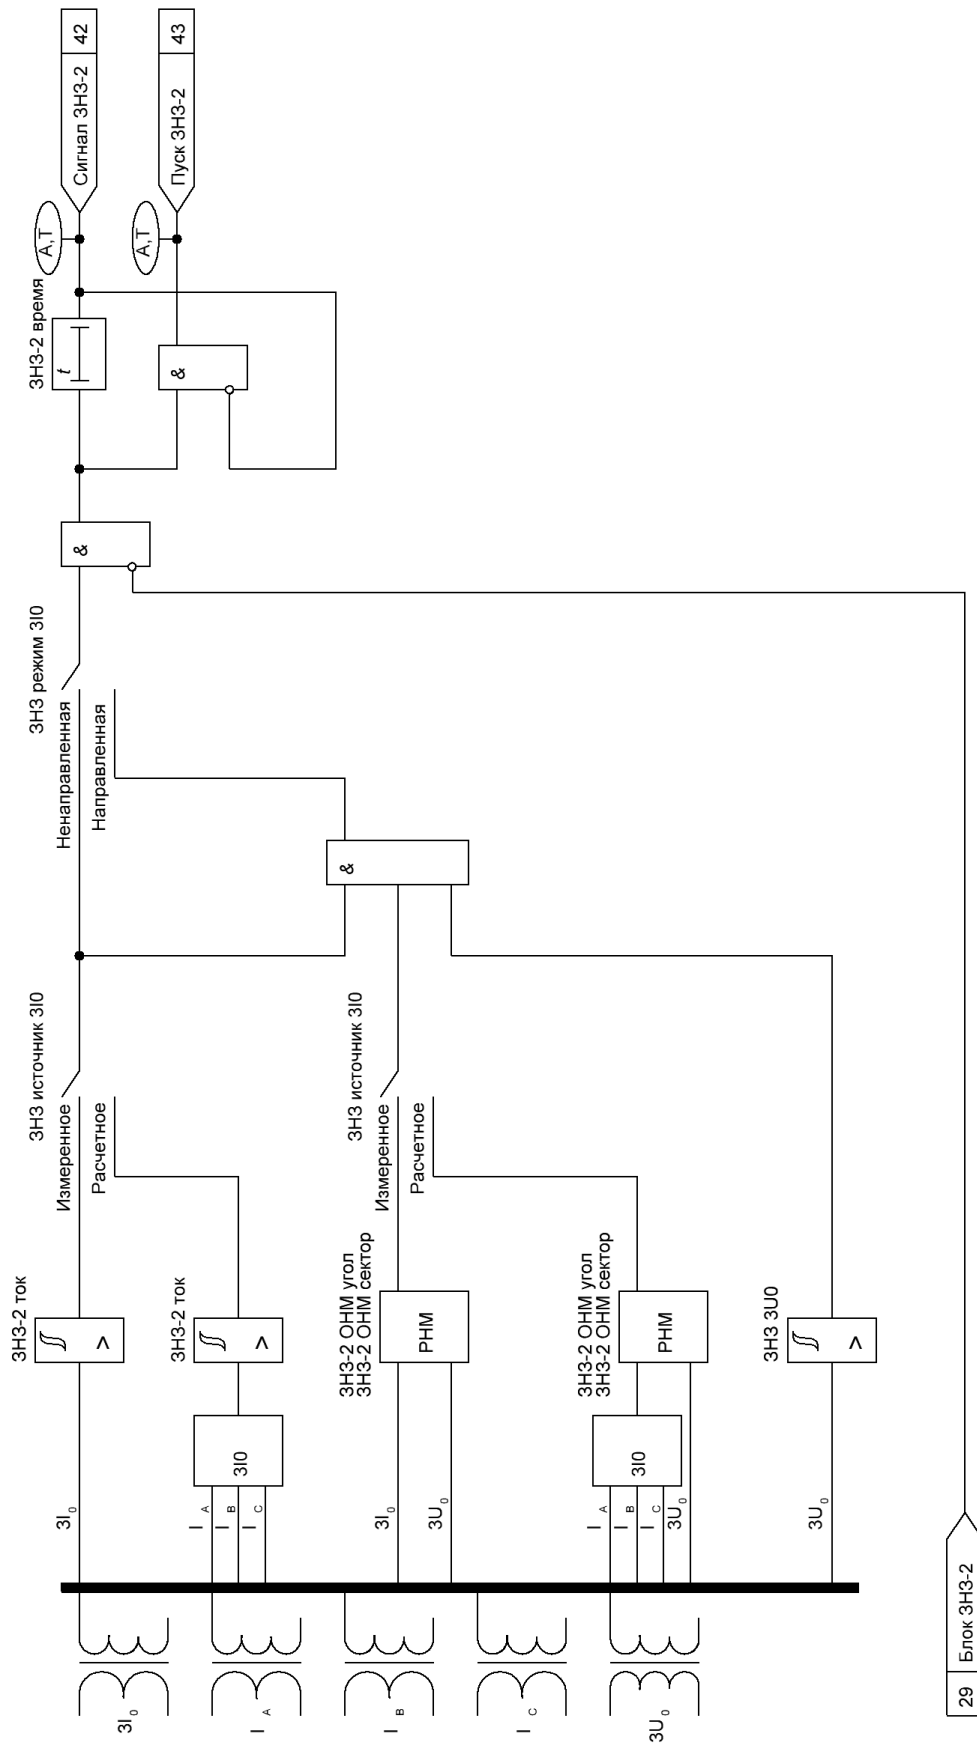 3I0
IA
IB
IC
3U0
3I0
IA
IB
IC
3I0
3U0
IA
IB
IC
3U0
3U0
3I0
3I0
ЗНЗ-2 ток
>
ЗНЗ-2 ток
>
ЗНЗ-2 ОНМ угол
ЗНЗ-2 ОНМ сектор
РНМ
ЗНЗ-2 ОНМ угол
ЗНЗ-2 ОНМ сектор
РНМ
ЗНЗ 3U0
>
ЗНЗ источник 3I0
Измеренное
Расчетное
ЗНЗ источник 3I0
Измеренное
Расчетное
&
ЗНЗ режим 3I0
Ненаправленная
Направленная
&
ЗНЗ-2 время
t
&
А,Т
А,Т
Сигнал ЗНЗ-2 42
Пуск ЗНЗ-2 43
29 Блок ЗНЗ-2